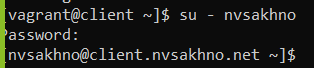 [vagrant@client ~]$ su - nvsakhno
Password:
[nvsakhno@client.nvsakhno.net ~]$